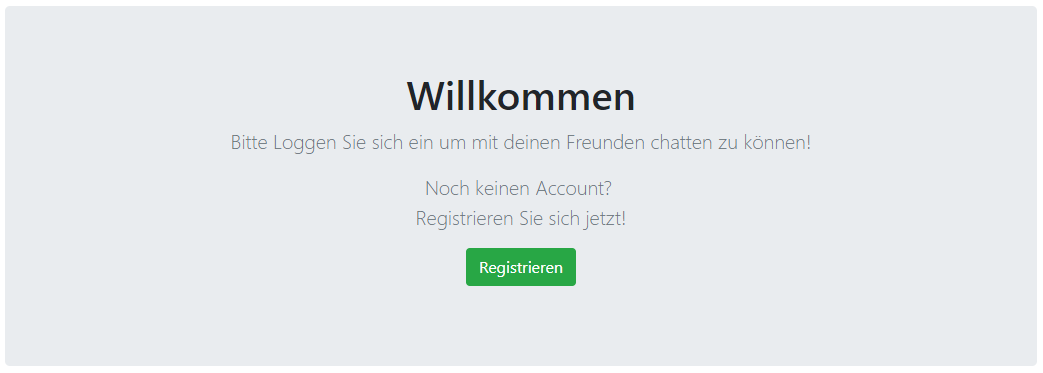 Willkommen
Bitte Loggen Sie sich ein um mit deinen Freunden chatten zu können!
Noch keinen Account?
Registrieren Sie sich jetzt!
Registrieren